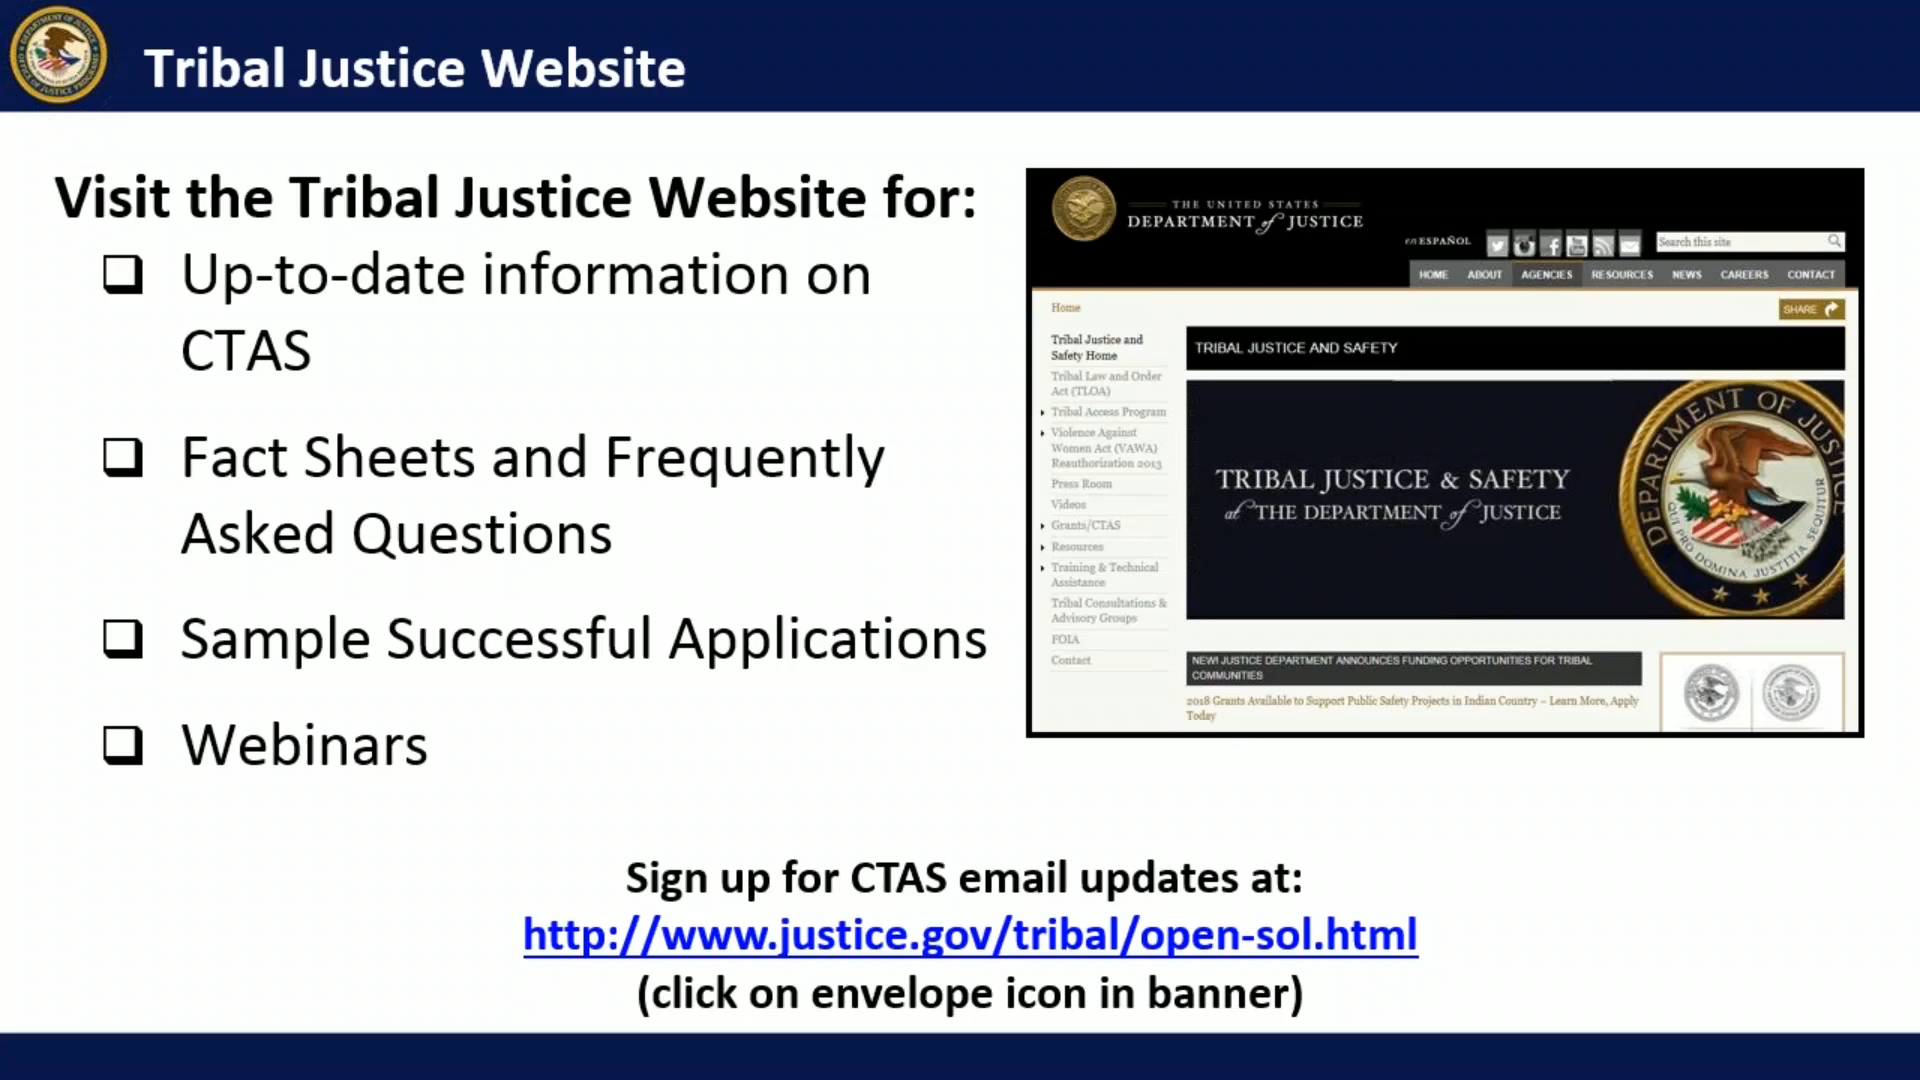 Tribal Justice Website
Visit the Tribal Justice Website for:
Up-to-date information on
CTAS
Fact Sheets and Frequently
Asked Questions
Sample Successful Applications
Webinars
THE UNITED STATES
DEPARTMENT of JUSTICE
en ESPAÑOL
Search this site
HOME ABOUT AGENCIES RESOURCES NEWS CAREERS CONTACT
Home
SHARE
Tribal Justice and
Safety Home
Tribal Law and Order
Act (TLOA)
Tribal Access Program
Violence Against
Women Act (VAWA)
Reauthorization 2013
Press Room
Videos
Grants/CTAS
Resources
Training & Technical
Assistance
Tribal Consultations &
Advisory Groups
FOIA
Contact
TRIBAL JUSTICE AND SAFETY
TRIBAL JUSTICE & SAFETY
at THE DEPARTMENT of JUSTICE
DEPARTMENT OF JUSTICE
QUI PRO DOMINA JUSTITIA SEQUITUR
NEW! JUSTICE DEPARTMENT ANNOUNCES FUNDING OPPORTUNITIES FOR TRIBAL
COMMUNITIES
2018 Grants Available to Support Public Safety Projects in Indian Country – Learn More, Apply
Today
Sign up for CTAS email updates at:
http://www.justice.gov/tribal/open-sol.html
(click on envelope icon in banner)